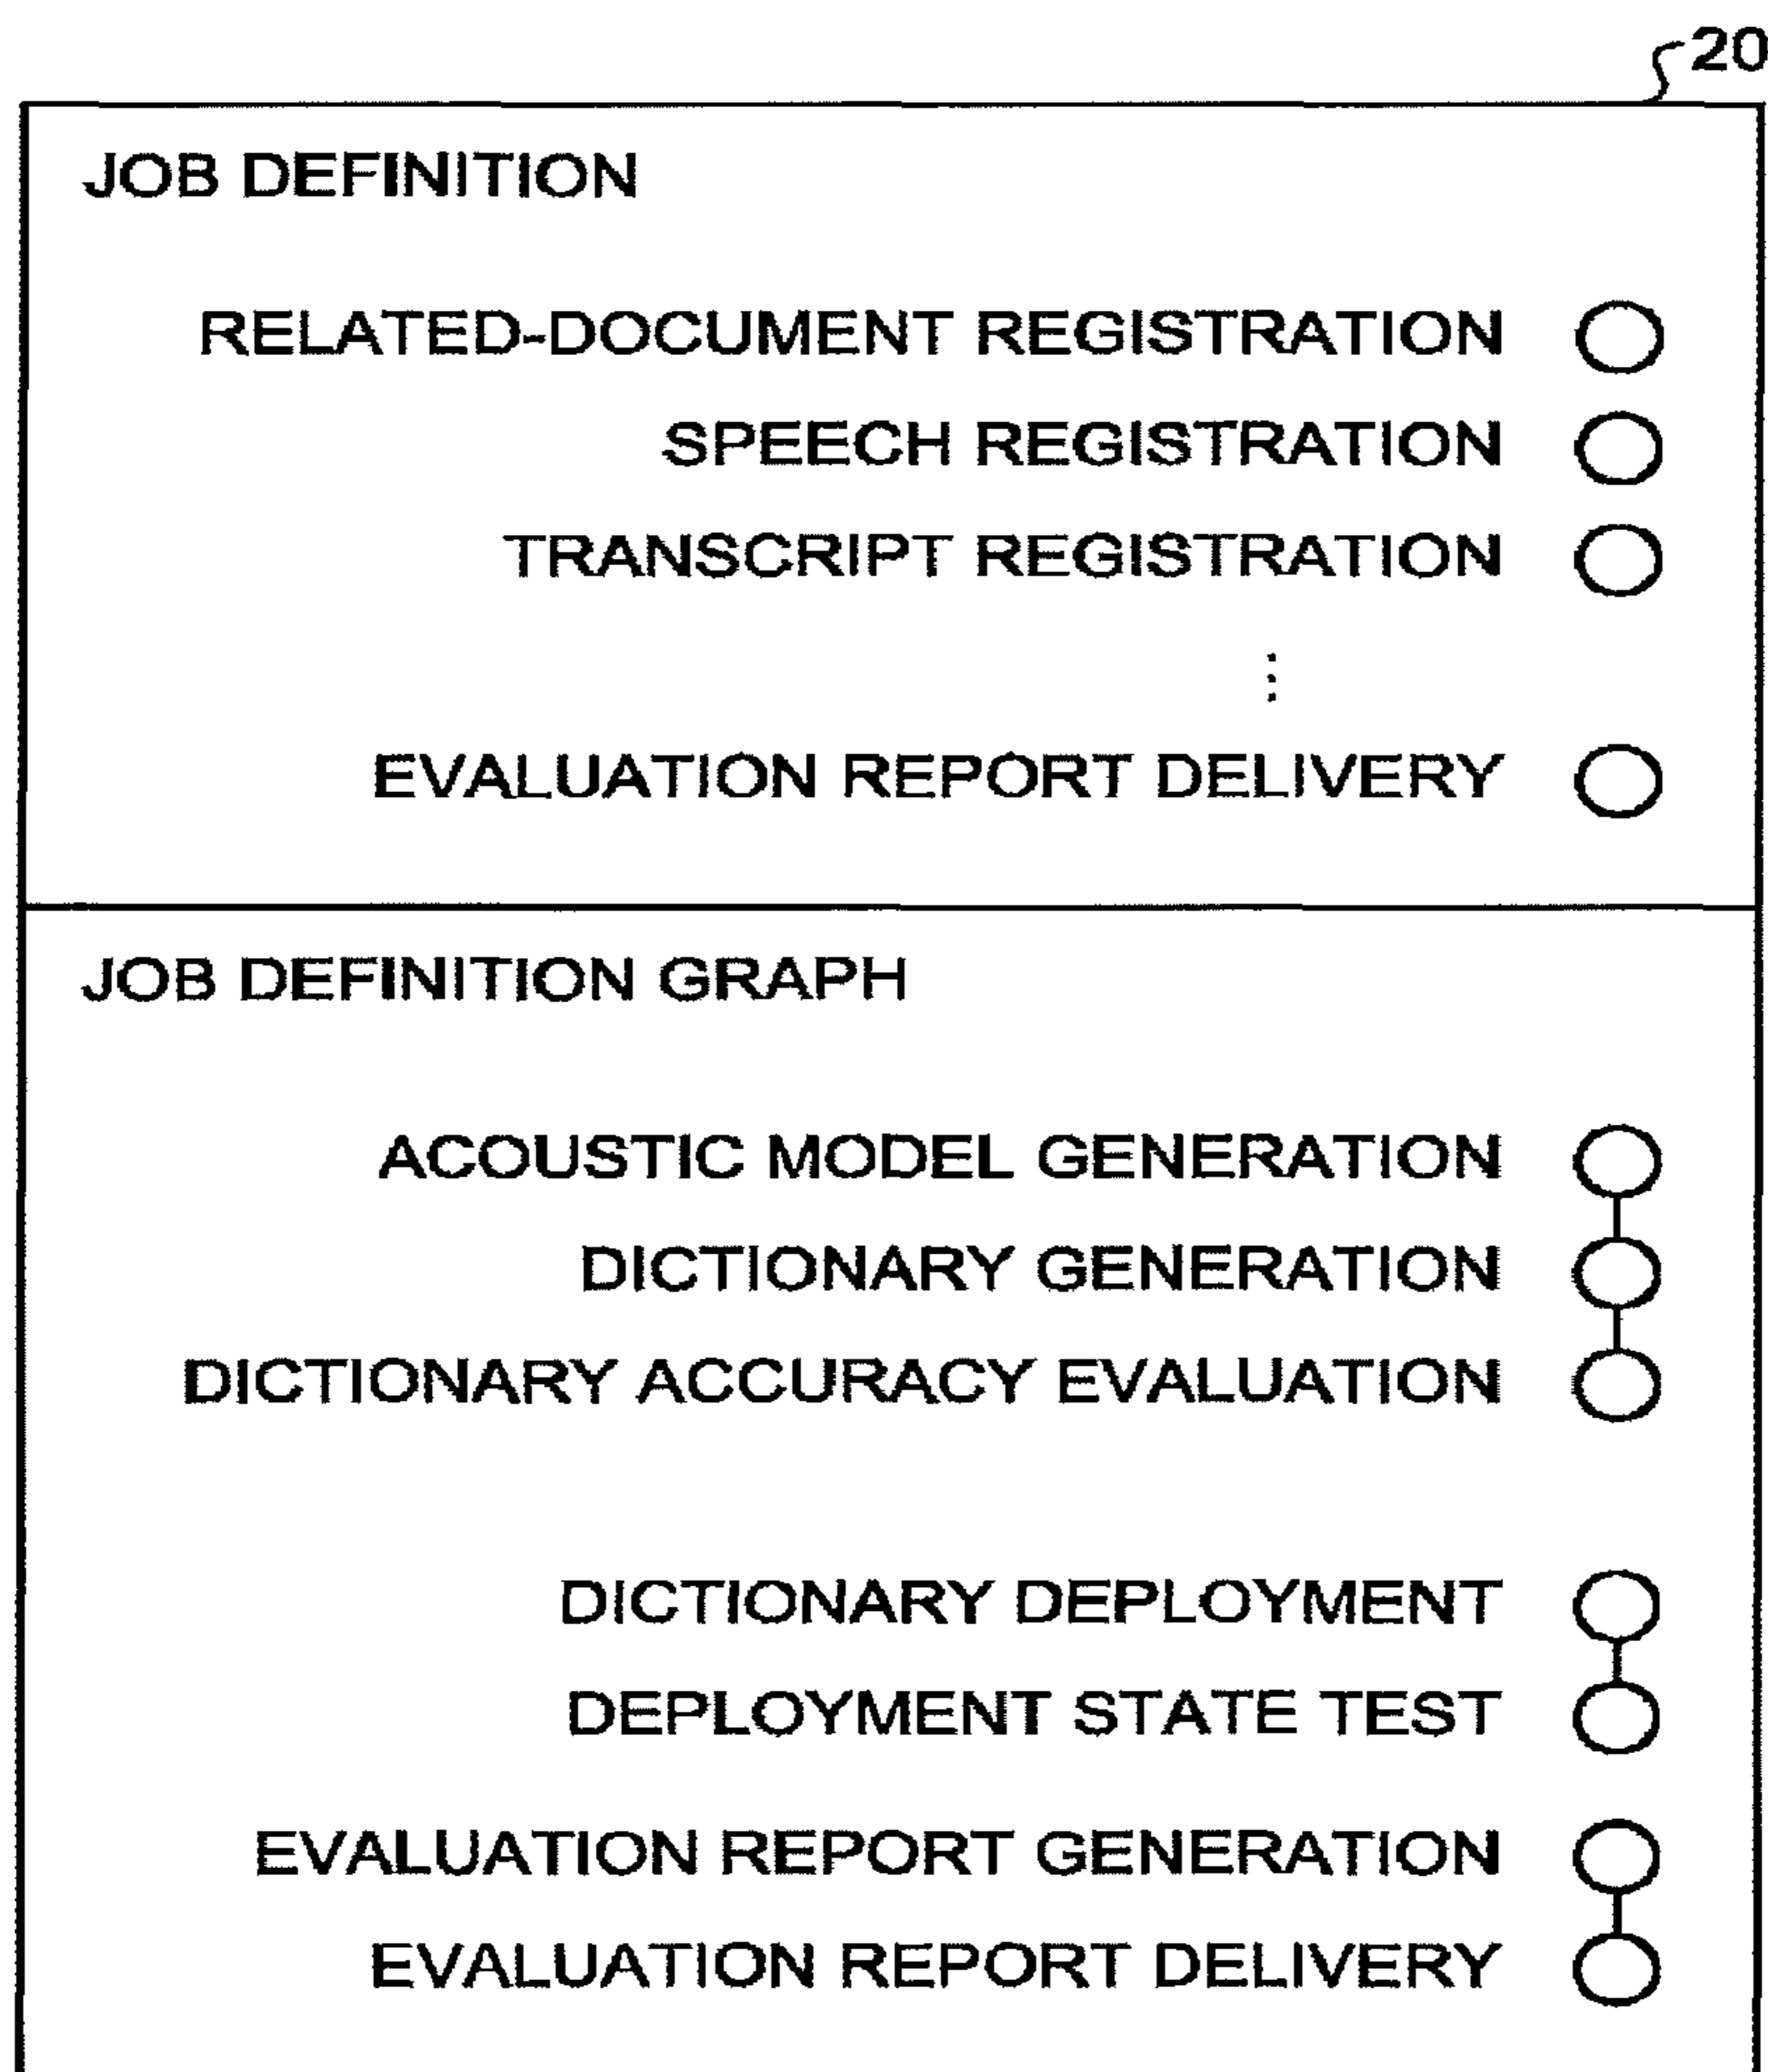 20
JOB DEFINITION
RELATED-DOCUMENT REGISTRATION
SPEECH REGISTRATION
TRANSCRIPT REGISTRATION
⋮
EVALUATION REPORT DELIVERY
JOB DEFINITION GRAPH
ACOUSTIC MODEL GENERATION
DICTIONARY GENERATION
DICTIONARY ACCURACY EVALUATION
DICTIONARY DEPLOYMENT
DEPLOYMENT STATE TEST
EVALUATION REPORT GENERATION
EVALUATION REPORT DELIVERY